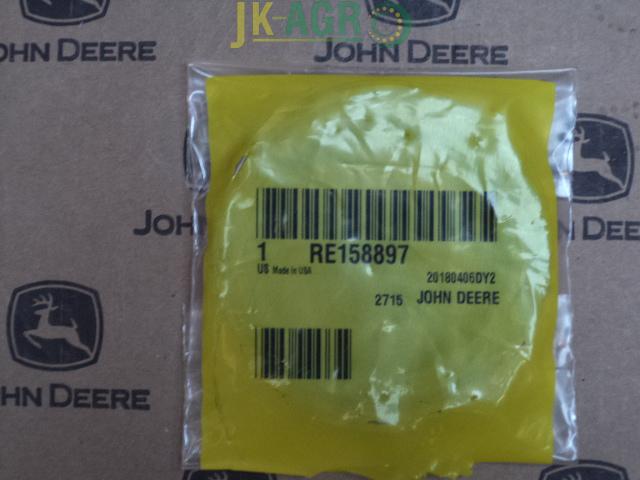 JK-AGRO
JOHN DEERE
JOHN DEERE
JOHN
1 RE158897
US Made in USA
20180406DY2
2715 JOHN DEERE
JOHN DEERE